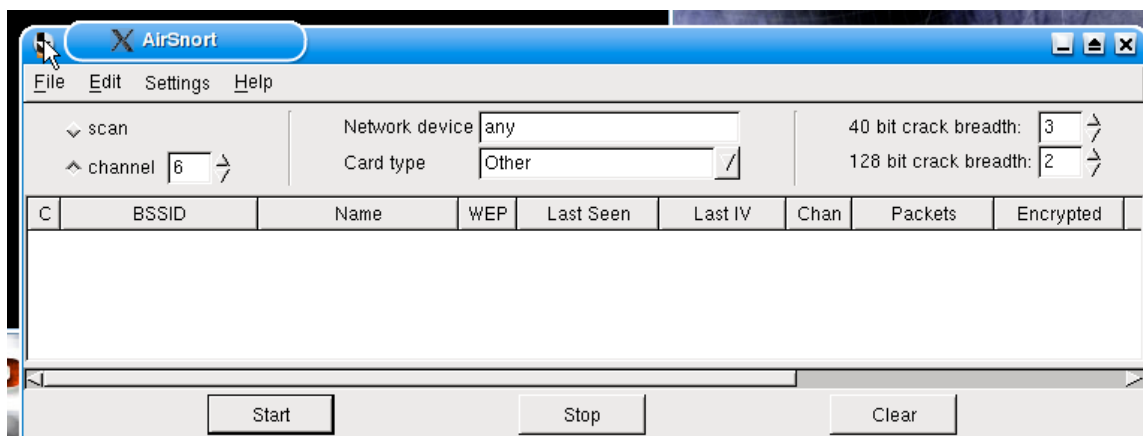 AirSnort
File Edit Settings Help
scan
Network device any
40 bit crack breadth: 3
channel 6
Card type Other
128 bit crack breadth: 2
C BSSID Name WEP Last Seen Last IV Chan Packets Encrypted
Start Stop Clear